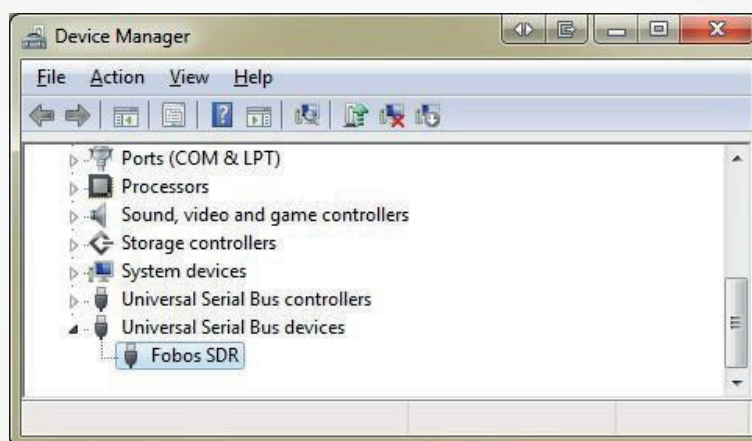 Device Manager
File Action View Help
Ports (COM & LPT)
Processors
Sound, video and game controllers
Storage controllers
System devices
Universal Serial Bus controllers
Universal Serial Bus devices
Fobos SDR